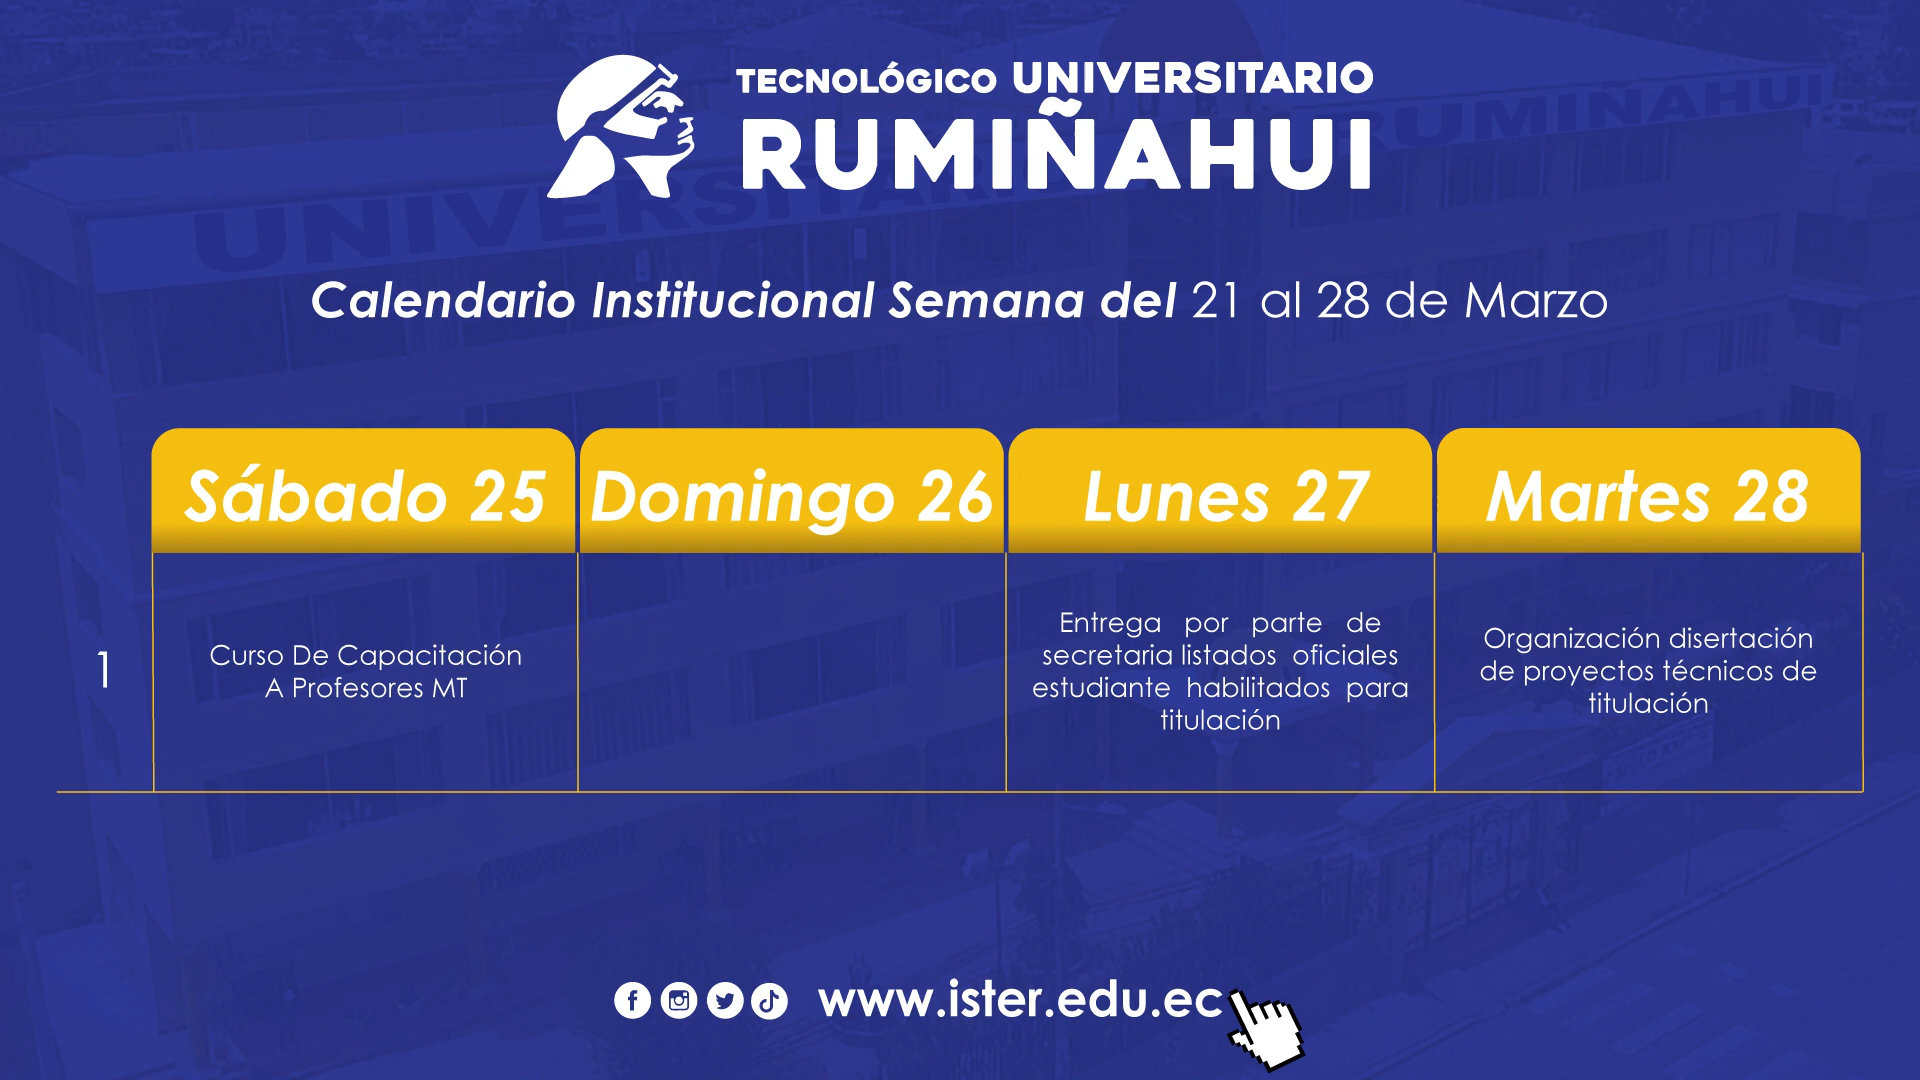 TECNOLÓGICO UNIVERSITARIO
RUMIÑAHUI
UNIVERSITARIO
RUMIÑAHUI
Calendario Institucional Semana del 21 al 28 de Marzo
Sábado 25
Domingo 26
Lunes 27
Martes 28
1
Curso De Capacitación
A Profesores MT
Entrega por parte de
secretaria listados oficiales
estudiante habilitados para
titulación
Organización disertación
de proyectos técnicos de
titulación
www.ister.edu.ec